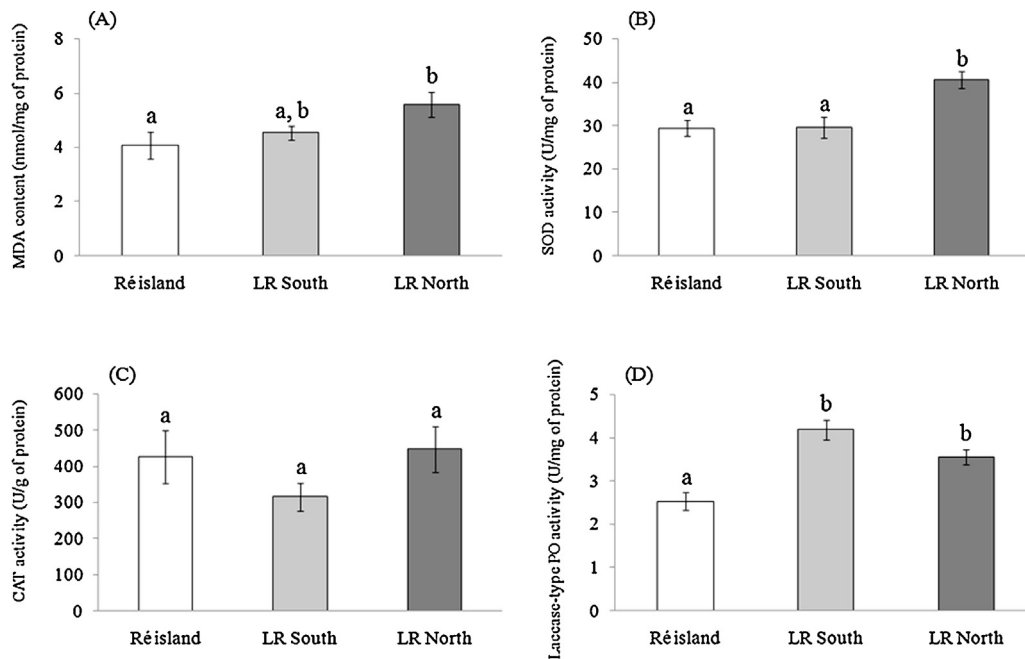 (A)
MDA content (nmol/mg of protein)
8
6
4
2
0
a
a, b
b
Ré island
LR South
LR North
(B)
SOD activity (U/mg of protein)
50
40
30
20
10
0
a
a
b
Ré island
LR South
LR North
(C)
CAT activity (U/g of protein)
600
500
400
300
200
100
0
a
a
a
Ré island
LR South
LR North
(D)
Laccase-type PO activity (U/mg of protein)
5
4
3
2
1
0
a
b
b
Ré island
LR South
LR North